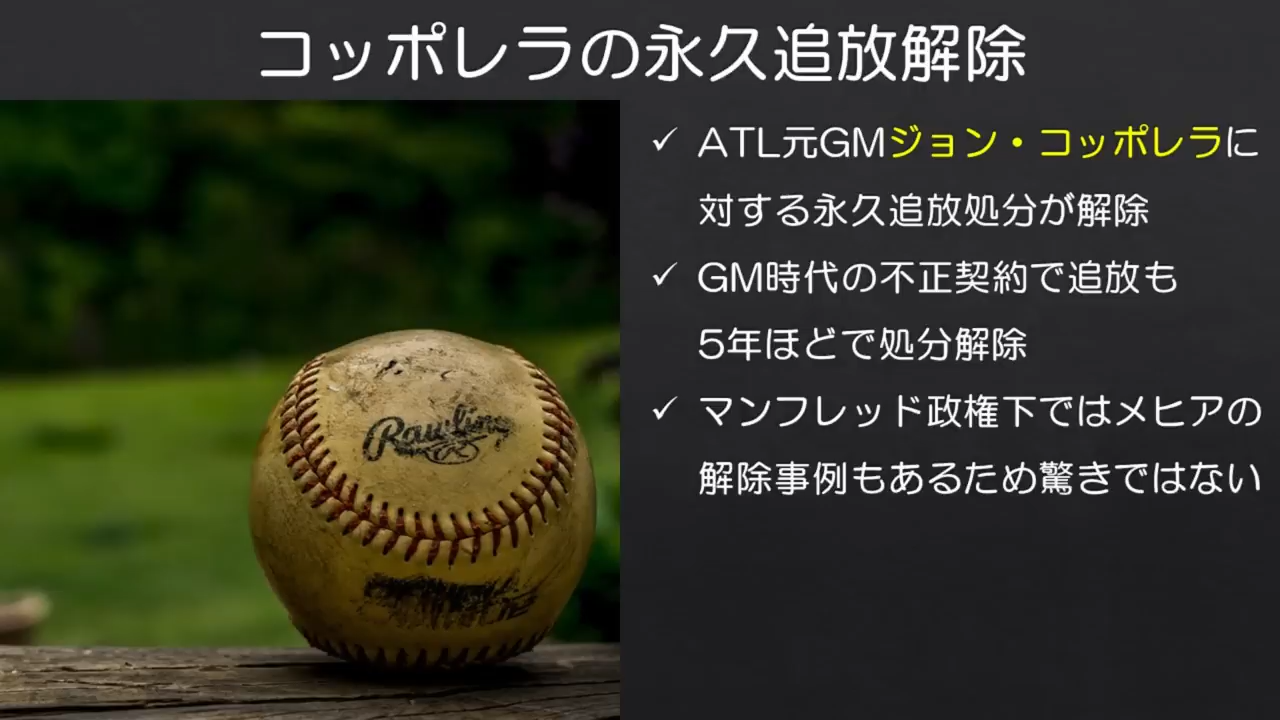 コッポレラの永久追放解除
✓ ATL元GMジョン・コッポレラに
対する永久追放処分が解除
✓ GM時代の不正契約で追放も
5年ほどで処分解除
✓ マンフレッド政権下ではメヒアの
解除事例もあるため驚きではない
Rawlings